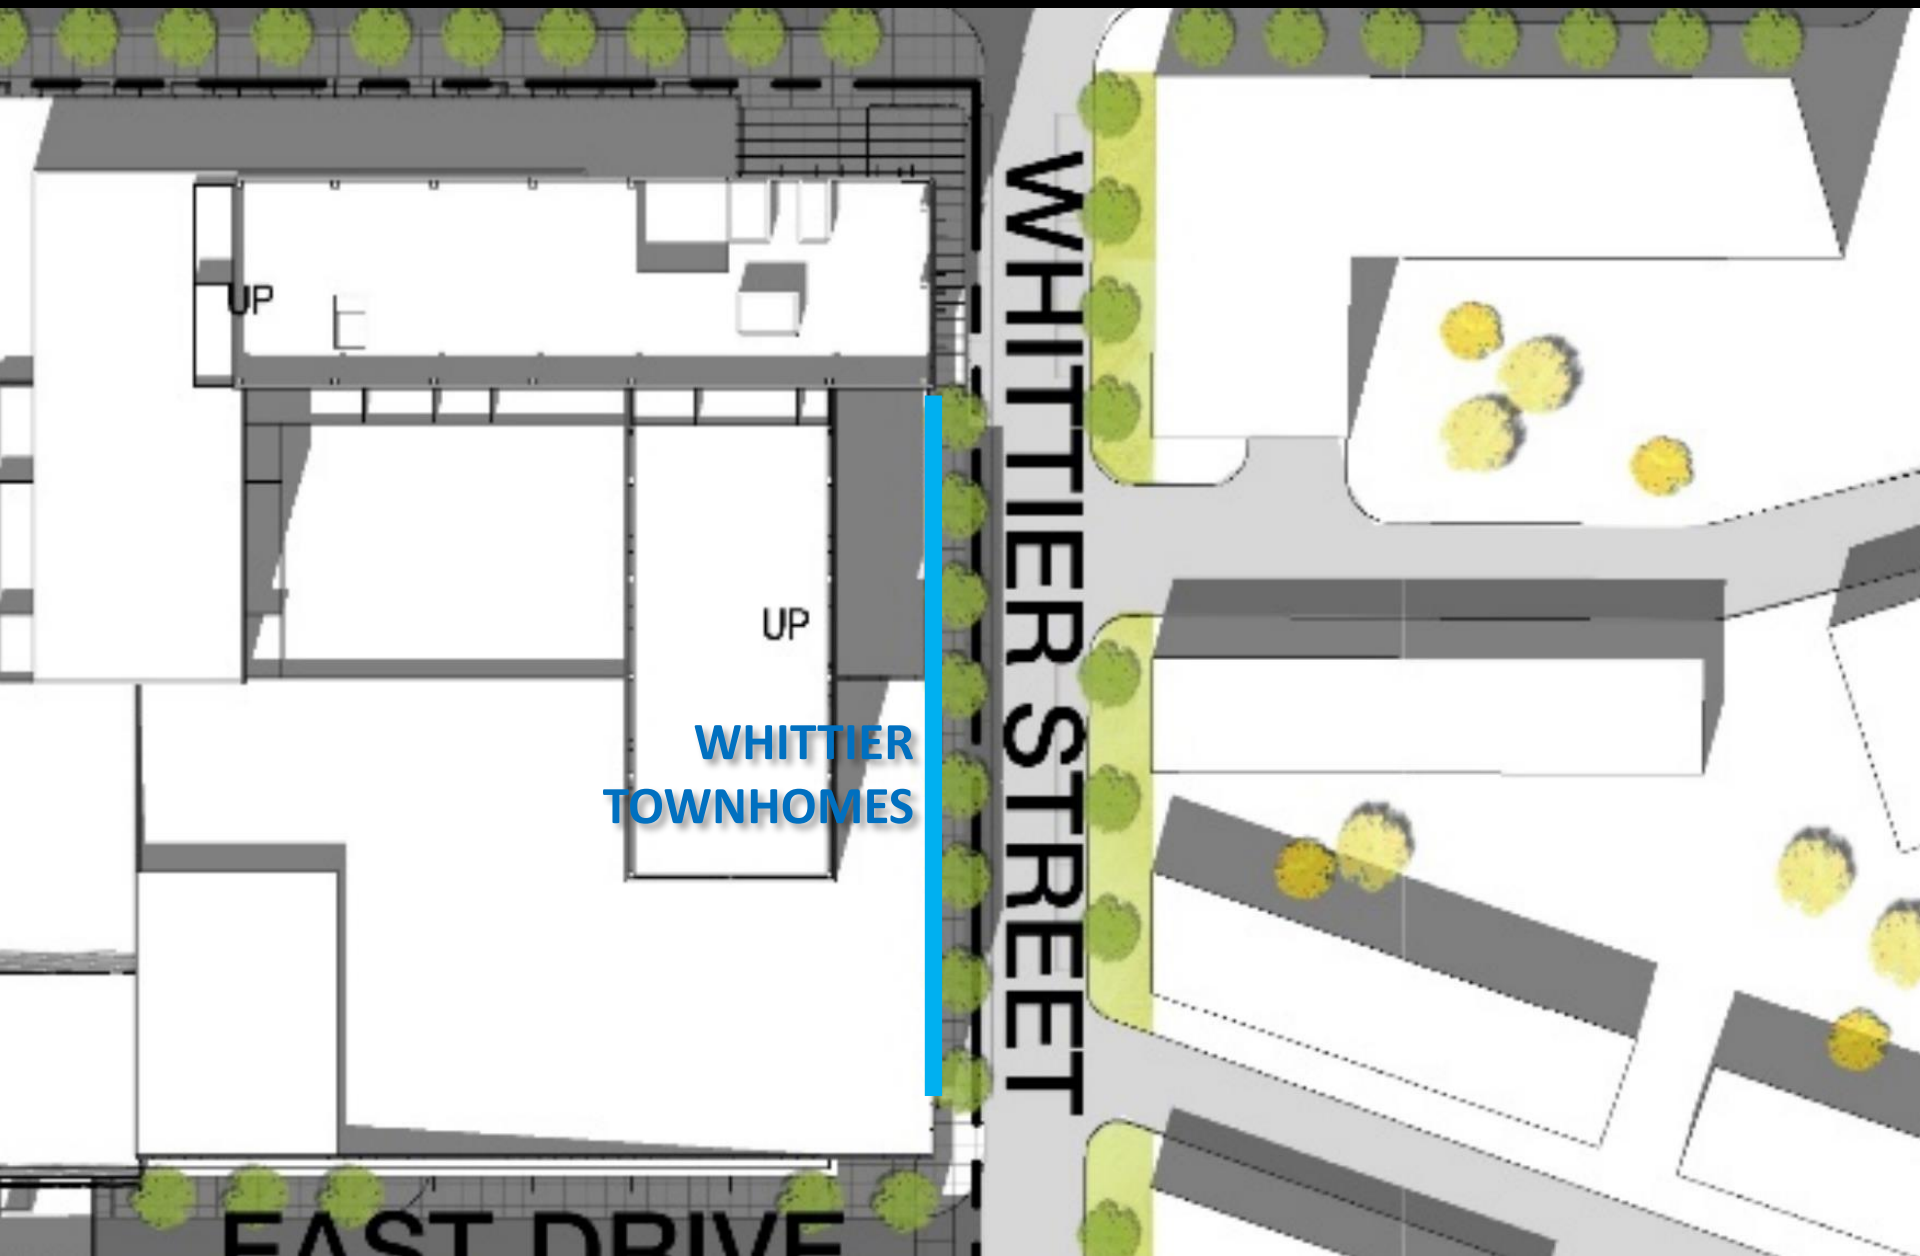 UP
WHITTIER STREET
UP
WHITTIER
TOWNHOMES
EAST DRIVE